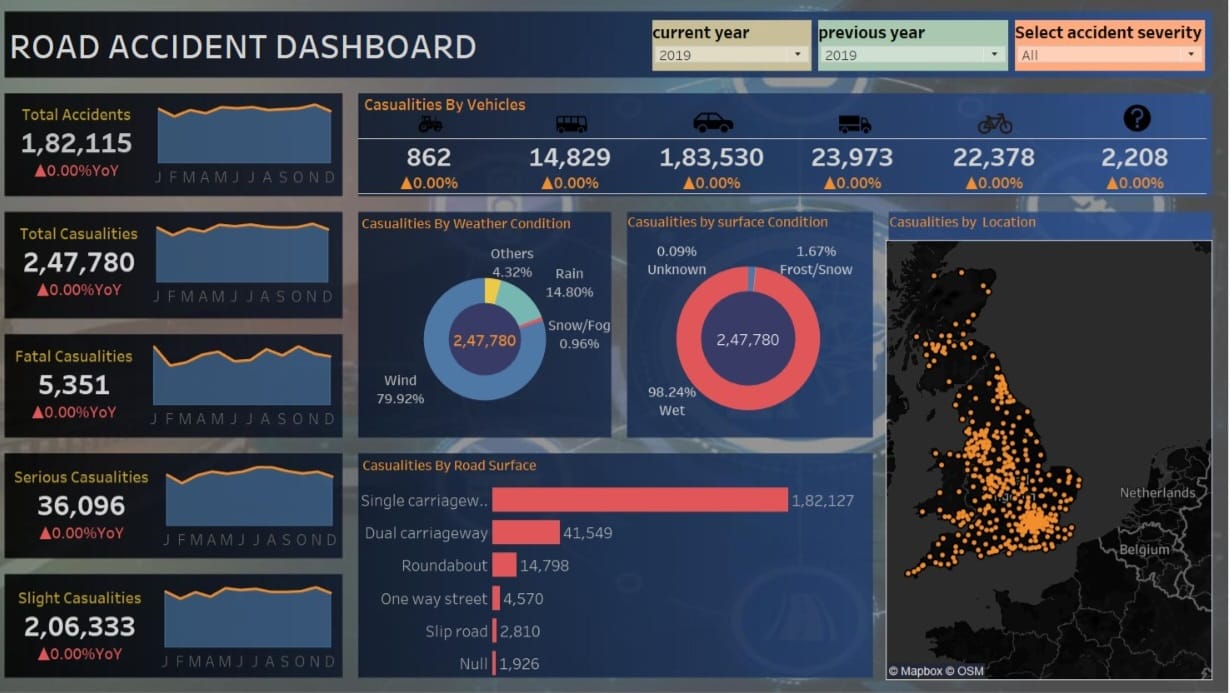 ROAD ACCIDENT DASHBOARD
current year
2019
previous year
2019
Select accident severity
All
Total Accidents
1,82,115
▲0.00%YoY
J F M A M J J A S O N D
Total Casualities
2,47,780
▲0.00%YoY
J F M A M J J A S O N D
Fatal Casualities
5,351
▲0.00%YoY
J F M A M J J A S O N D
Serious Casualities
36,096
▲0.00%YoY
J F M A M J J A S O N D
Slight Casualities
2,06,333
▲0.00%YoY
J F M A M J J A S O N D
Casualities By Vehicles
?
862 14,829 1,83,530 23,973 22,378 2,208
▲0.00% ▲0.00% ▲0.00% ▲0.00% ▲0.00% ▲0.00%
Casualities By Weather Condition
Others
4.32%
Rain
14.80%
Snow/Fog
0.96%
2,47,780
Wind
79.92%
Casualities by surface Condition
0.09%
Unknown
1.67%
Frost/Snow
2,47,780
98.24%
Wet
Casualities By Road Surface
Single carriagew.. 1,82,127
Dual carriageway 41,549
Roundabout 14,798
One way street 4,570
Slip road 2,810
Null 1,926
Casualities by Location
Netherlands
Belgium
© Mapbox © OSM